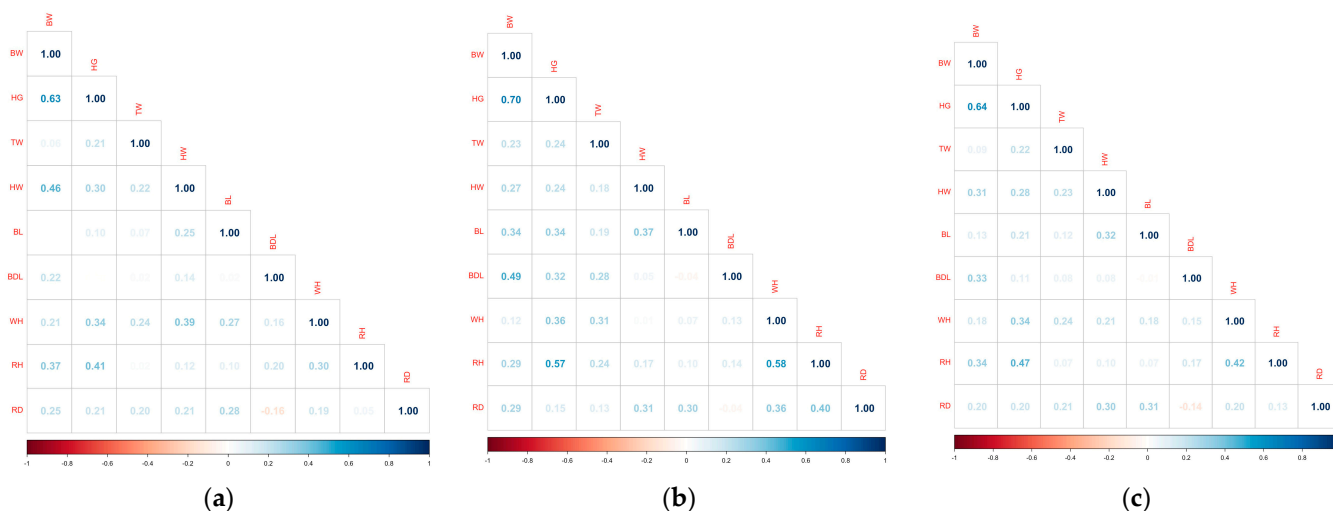 BW
BW 1.00
HG
HG 0.63 1.00
TW
TW 0.21 1.00
HW
HW 0.46 0.30 0.22 1.00
BL
BL 0.10 0.07 0.25 1.00
BDL
BDL 0.22 0.14 1.00
WH
WH 0.21 0.34 0.24 0.39 0.27 0.16 1.00
RH
RH 0.37 0.41 0.12 0.10 0.20 0.30 1.00
RD
RD 0.25 0.21 0.20 0.21 0.28 -0.16 0.19 0.05 1.00
-1 -0.8 -0.6 -0.4 -0.2 0 0.2 0.4 0.6 0.8 1
(a)
BW
BW 1.00
HG
HG 0.70 1.00
TW
TW 0.23 0.24 1.00
HW
HW 0.27 0.24 0.18 1.00
BL
BL 0.34 0.34 0.19 0.37 1.00
BDL
BDL 0.49 0.32 0.28 0.05 -0.04 1.00
WH
WH 0.12 0.36 0.31 0.07 0.13 1.00
RH
RH 0.29 0.57 0.24 0.17 0.10 0.14 0.58 1.00
RD
RD 0.29 0.15 0.13 0.31 0.30 0.36 0.40 1.00
-1 -0.8 -0.6 -0.4 -0.2 0 0.2 0.4 0.6 0.8 1
(b)
BW
BW 1.00
HG
HG 0.64 1.00
TW
TW 0.09 0.22 1.00
HW
HW 0.31 0.28 0.23 1.00
BL
BL 0.13 0.21 0.12 0.32 1.00
BDL
BDL 0.33 0.11 0.08 1.00
WH
WH 0.18 0.34 0.24 0.21 0.18 0.15 1.00
RH
RH 0.34 0.47 0.07 0.10 0.07 0.17 0.42 1.00
RD
RD 0.20 0.20 0.21 0.30 0.31 -0.14 0.20 0.13 1.00
-1 -0.8 -0.6 -0.4 -0.2 0 0.2 0.4 0.6 0.8
(c)